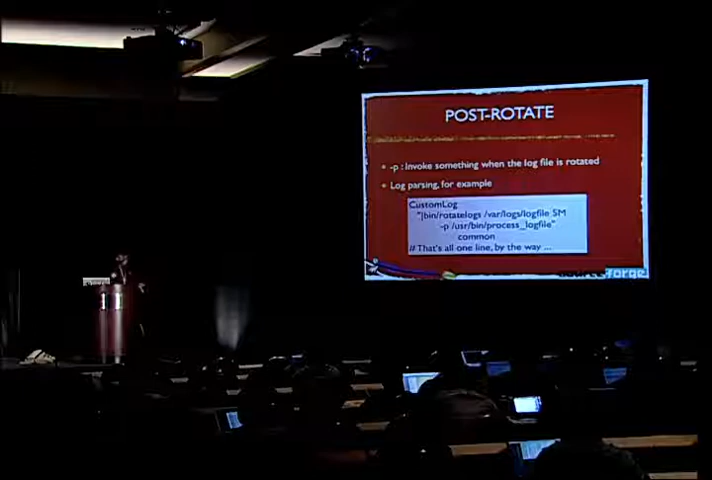 POST-ROTATE
-p : Invoke something when the log file is rotated
Log parsing, for example
CustomLog
"|bin/rotatelogs /var/logs/logfile 5M
-p /usr/bin/process_logfile"
common
// That's all one line, by the way ...
sourceforge